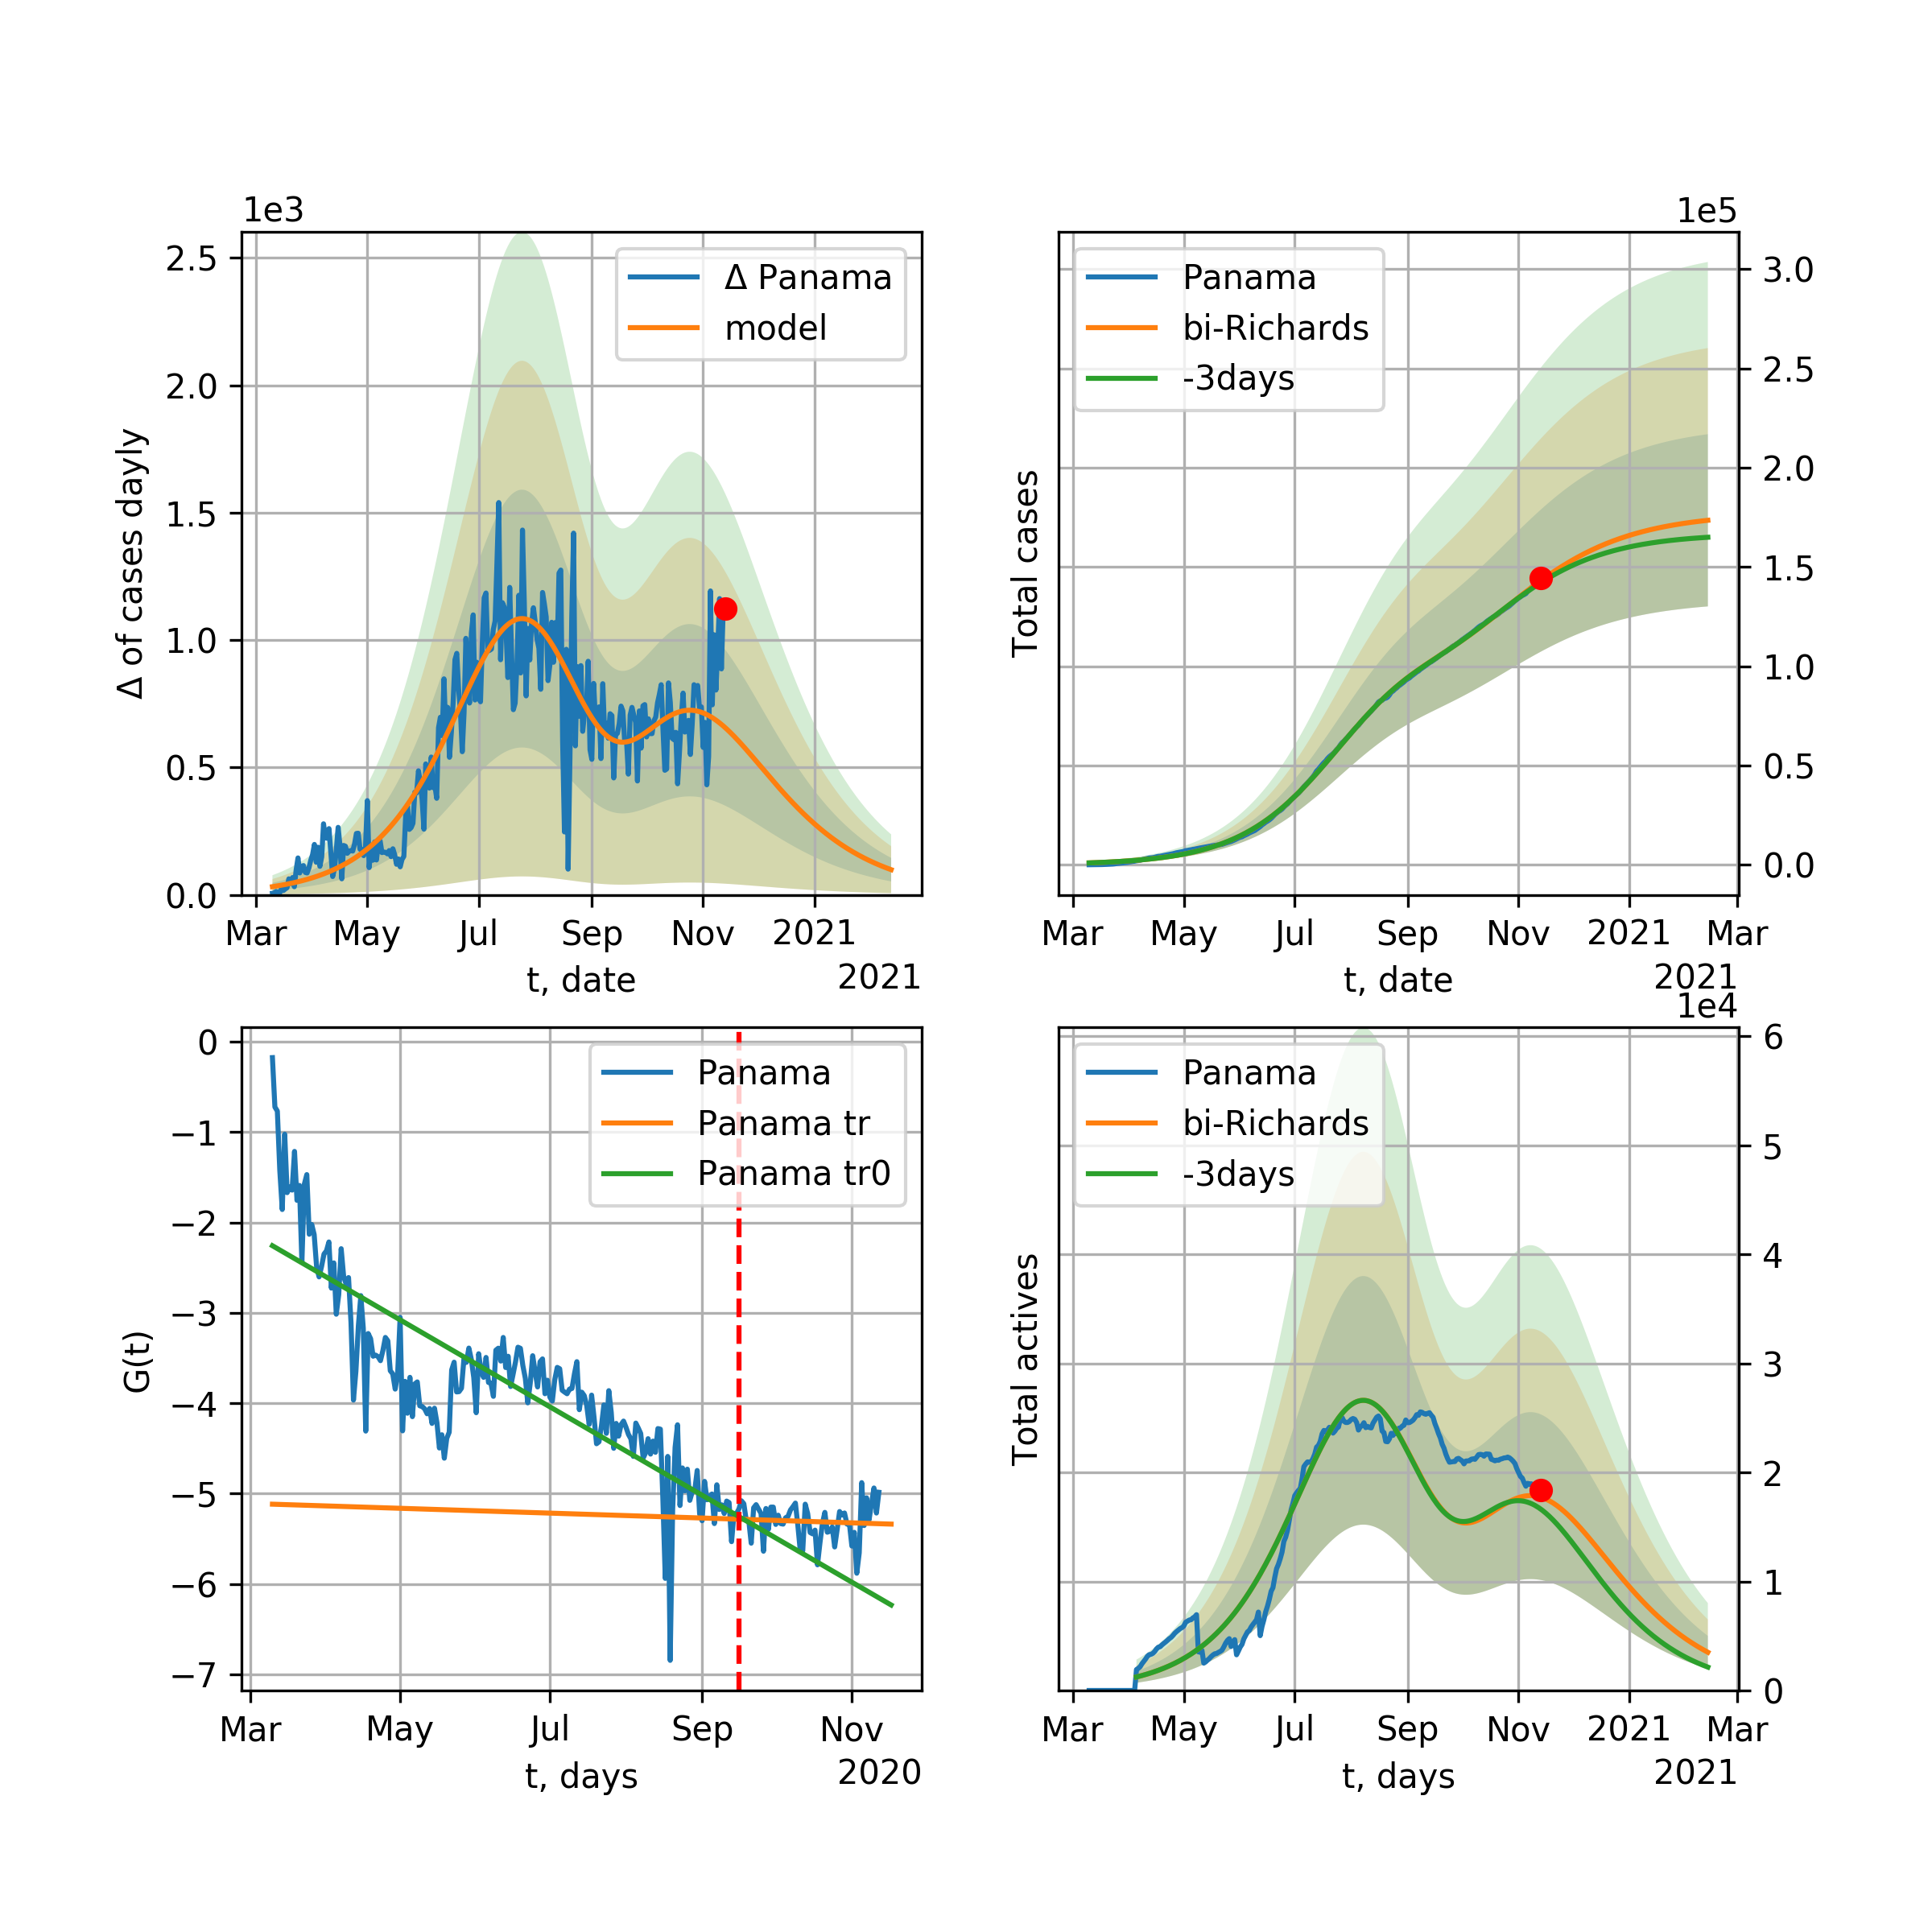 1e3
2.5
2.0
1.5
1.0
0.5
0.0
Δ of cases dayly
Δ Panama
model
Mar May Jul Sep Nov 2021
t, date
2021
1e5
Total cases
Panama
bi-Richards
-3days
3.0
2.5
2.0
1.5
1.0
0.5
0.0
Mar May Jul Sep Nov 2021 Mar
t, date
2021
0
−1
−2
−3
−4
−5
−6
−7
G(t)
Panama
Panama tr
Panama tr0
Mar May Jul Sep Nov
t, days
2020
1e4
Total actives
Panama
bi-Richards
-3days
6
5
4
3
2
1
0
Mar May Jul Sep Nov 2021 Mar
t, days
2021